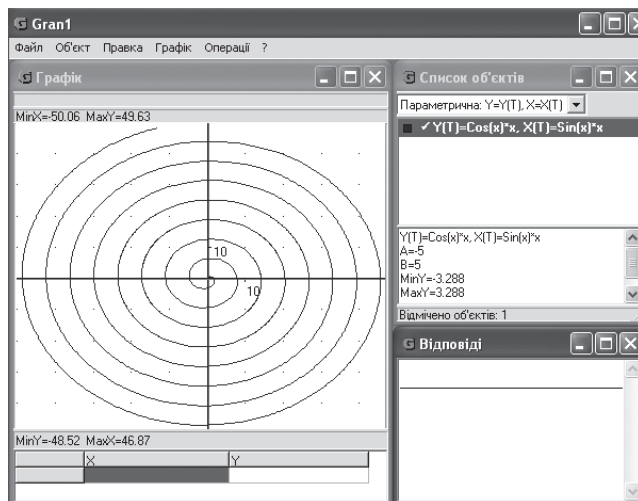 Gran1
Файл Об'єкт Правка Графік Операції ?
Графік
MinX=-50.06 MaxY=49.63
10
10
MinY=-48.52 MaxX=46.87
X Y
Список об'єктів
Параметрична: Y=Y(T), X=X(T)
Y(T)=Cos(x)*x, X(T)=Sin(x)*x
Y(T)=Cos(x)*x, X(T)=Sin(x)*x
A=-5
B=5
MinY=-3.288
MaxY=3.288
Відмічено об'єктів: 1
Відповіді